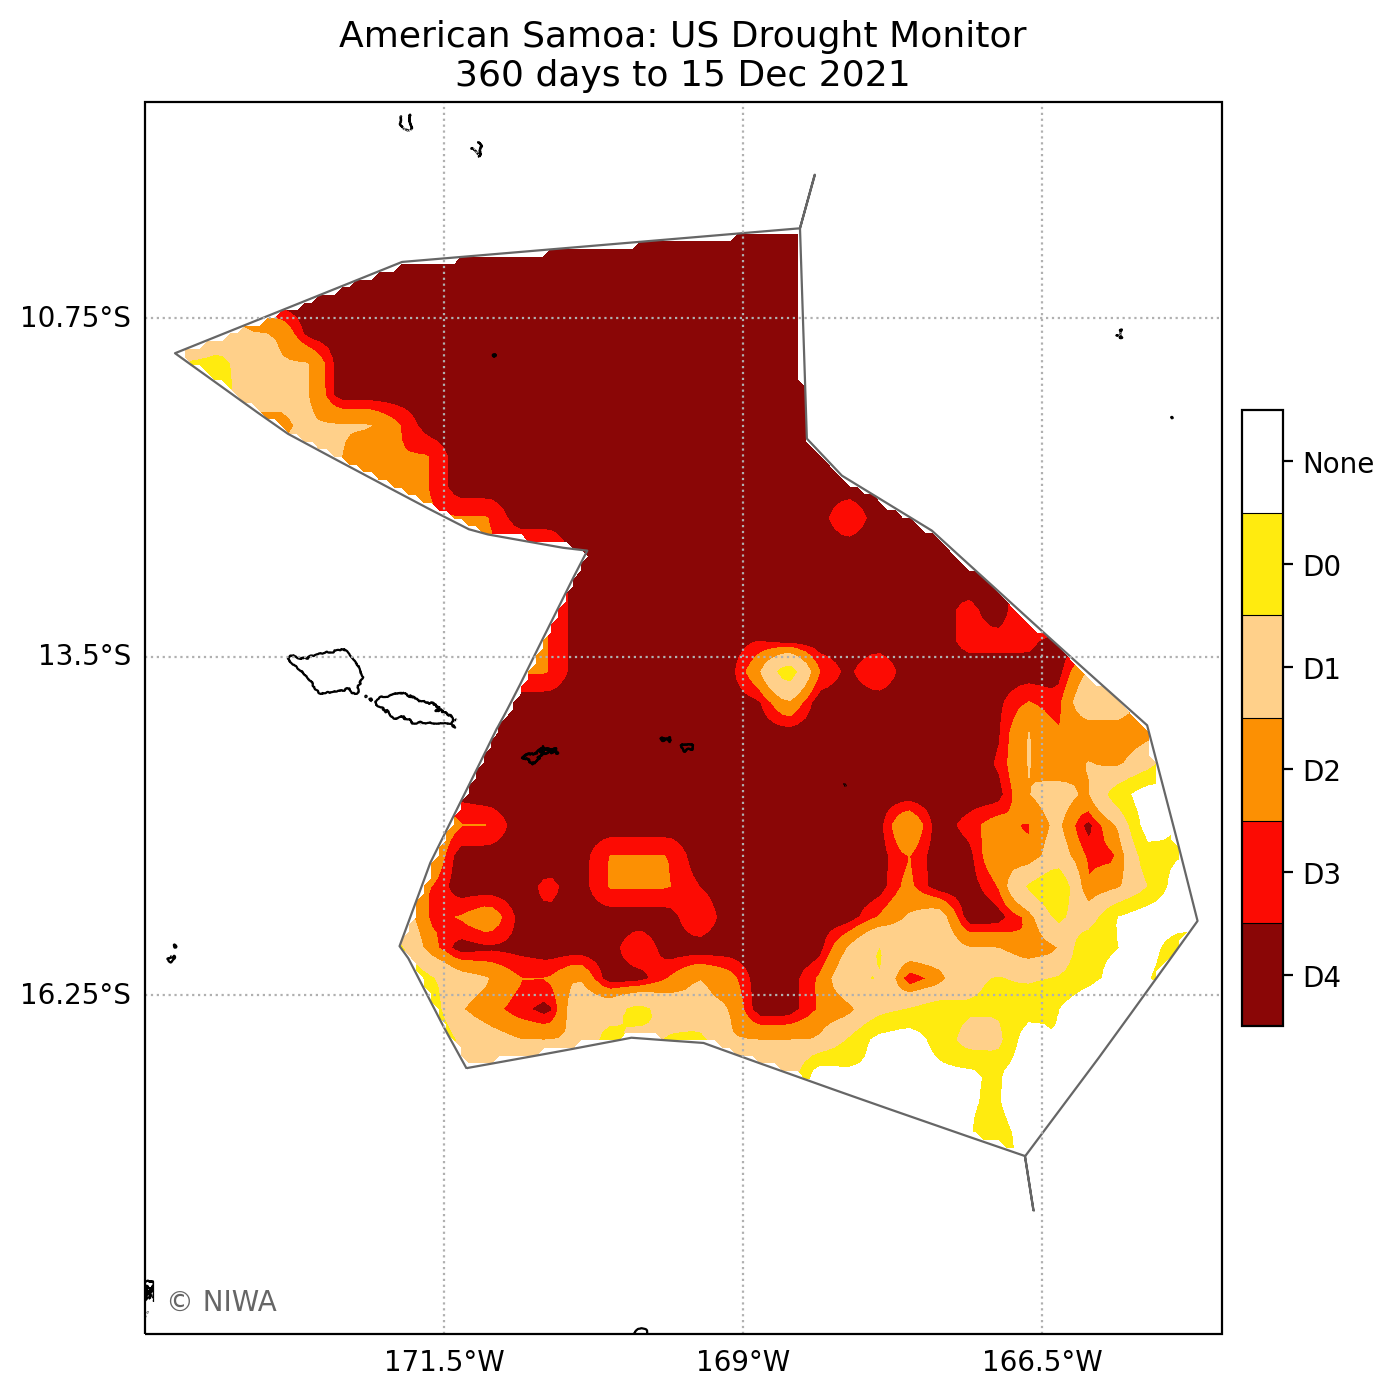 American Samoa: US Drought Monitor
360 days to 15 Dec 2021
10.75°S
13.5°S
16.25°S
171.5°W
169°W
166.5°W
None
D0
D1
D2
D3
D4
© NIWA